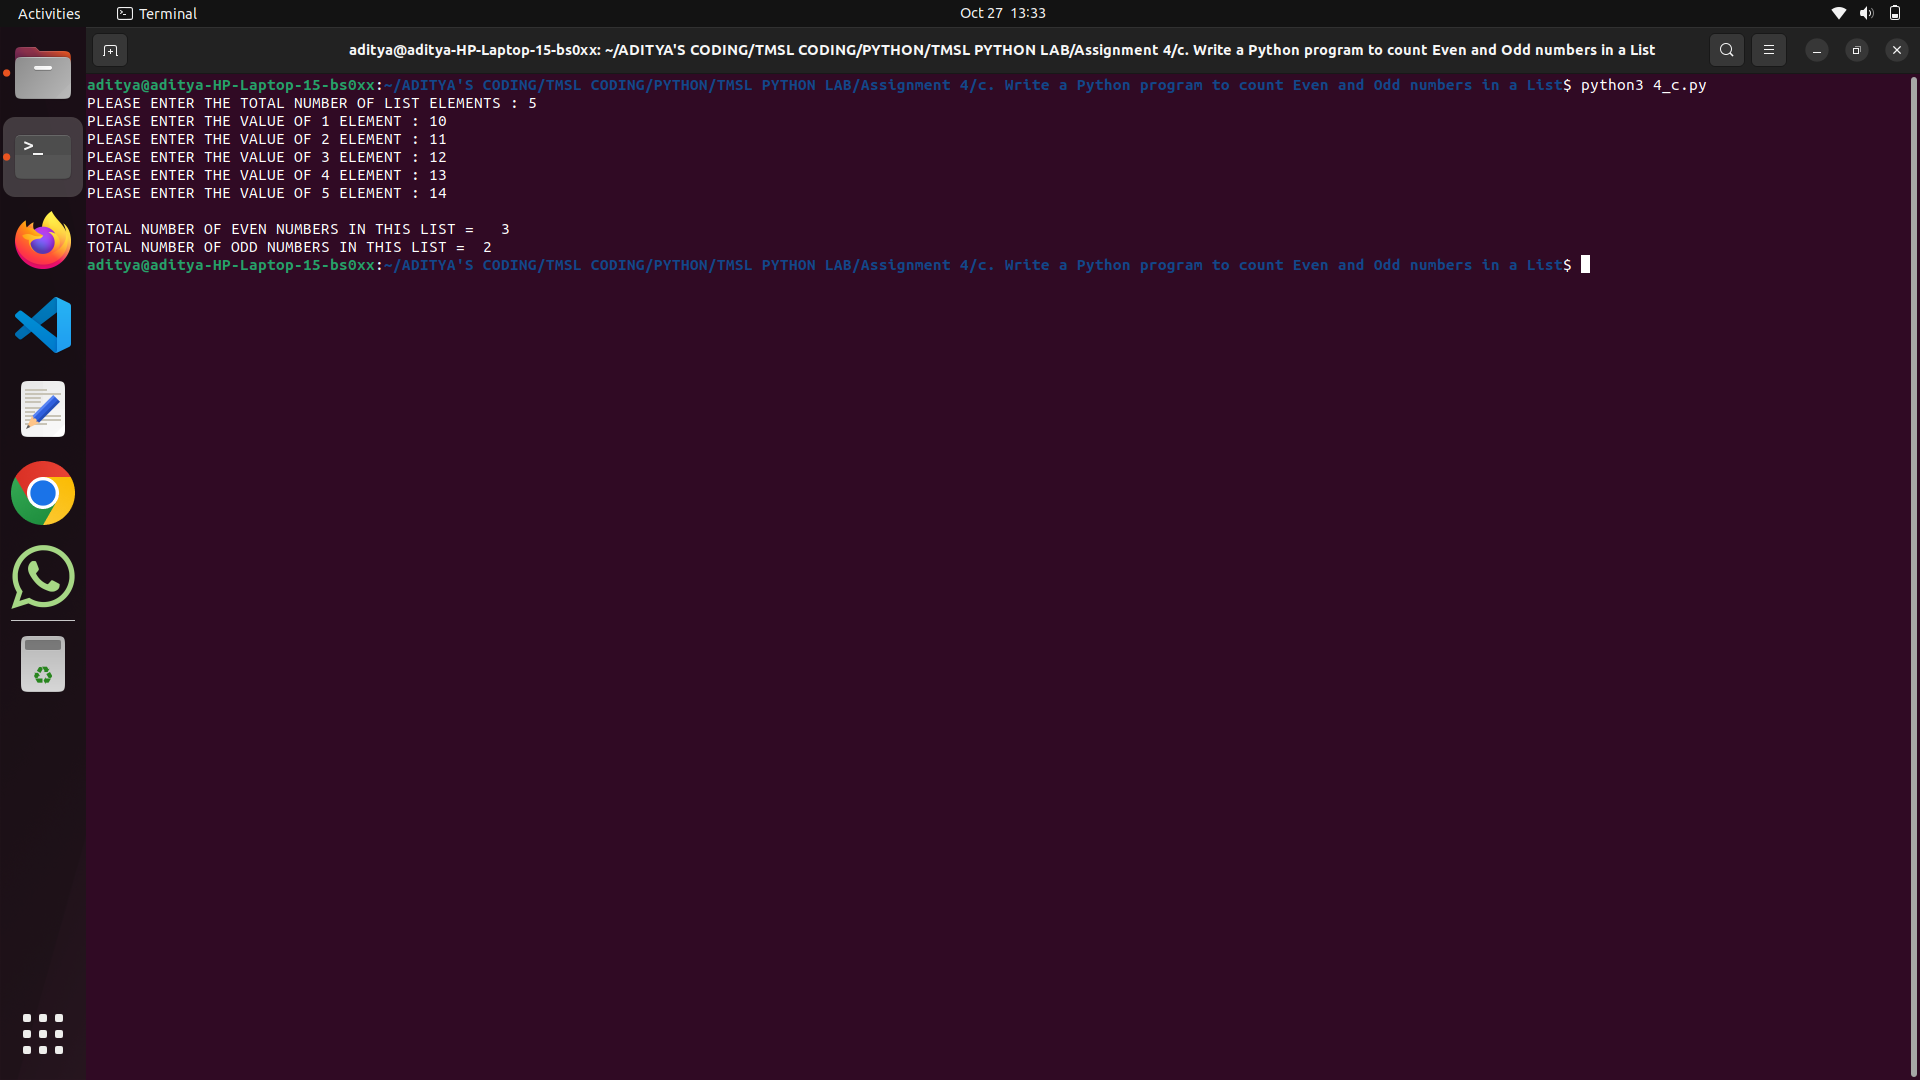 Activities Terminal Oct 27 13:33
aditya@aditya-HP-Laptop-15-bs0xx: ~/ADITYA'S CODING/TMSL CODING/PYTHON/TMSL PYTHON LAB/Assignment 4/c. Write a Python program to count Even and Odd numbers in a List
aditya@aditya-HP-Laptop-15-bs0xx:~/ADITYA'S CODING/TMSL CODING/PYTHON/TMSL PYTHON LAB/Assignment 4/c. Write a Python program to count Even and Odd numbers in a List$ python3 4_c.py
PLEASE ENTER THE TOTAL NUMBER OF LIST ELEMENTS : 5
PLEASE ENTER THE VALUE OF 1 ELEMENT : 10
PLEASE ENTER THE VALUE OF 2 ELEMENT : 11
PLEASE ENTER THE VALUE OF 3 ELEMENT : 12
PLEASE ENTER THE VALUE OF 4 ELEMENT : 13
PLEASE ENTER THE VALUE OF 5 ELEMENT : 14
TOTAL NUMBER OF EVEN NUMBERS IN THIS LIST =   3
TOTAL NUMBER OF ODD NUMBERS IN THIS LIST =  2
aditya@aditya-HP-Laptop-15-bs0xx:~/ADITYA'S CODING/TMSL CODING/PYTHON/TMSL PYTHON LAB/Assignment 4/c. Write a Python program to count Even and Odd numbers in a List$